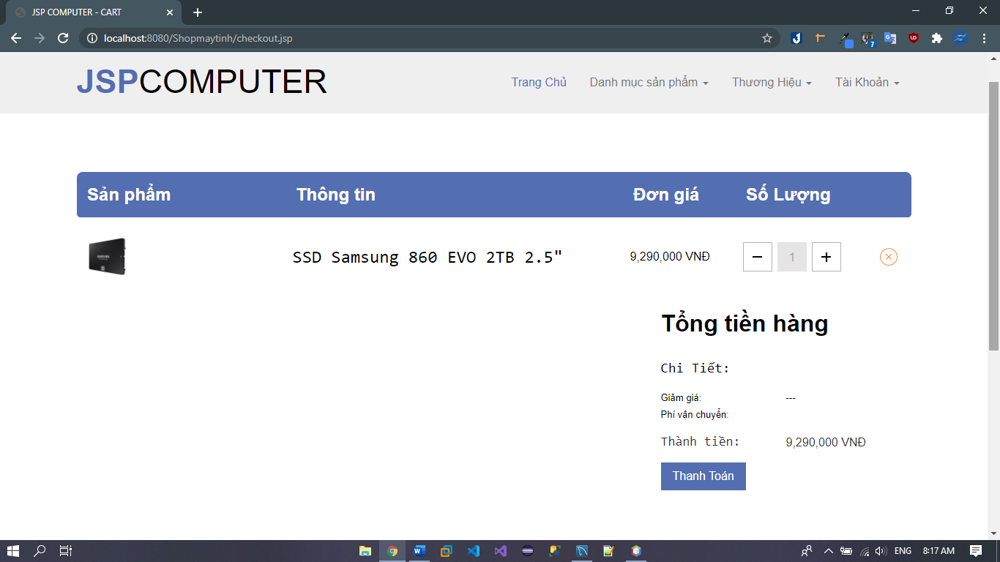 JSP COMPUTER - CART
localhost:8080/Shopmaytinh/checkout.jsp
7
JSPCOMPUTER
Trang Chủ Danh mục sản phẩm Thương Hiệu Tài Khoản
Sản phẩm Thông tin Đơn giá Số Lượng
SSD Samsung 860 EVO 2TB 2.5" 9,290,000 VNĐ 1
Tổng tiền hàng
Chi Tiết:
Giảm giá: ---
Phí vận chuyển:
Thành tiền: 9,290,000 VNĐ
Thanh Toán
ENG 8:17 AM